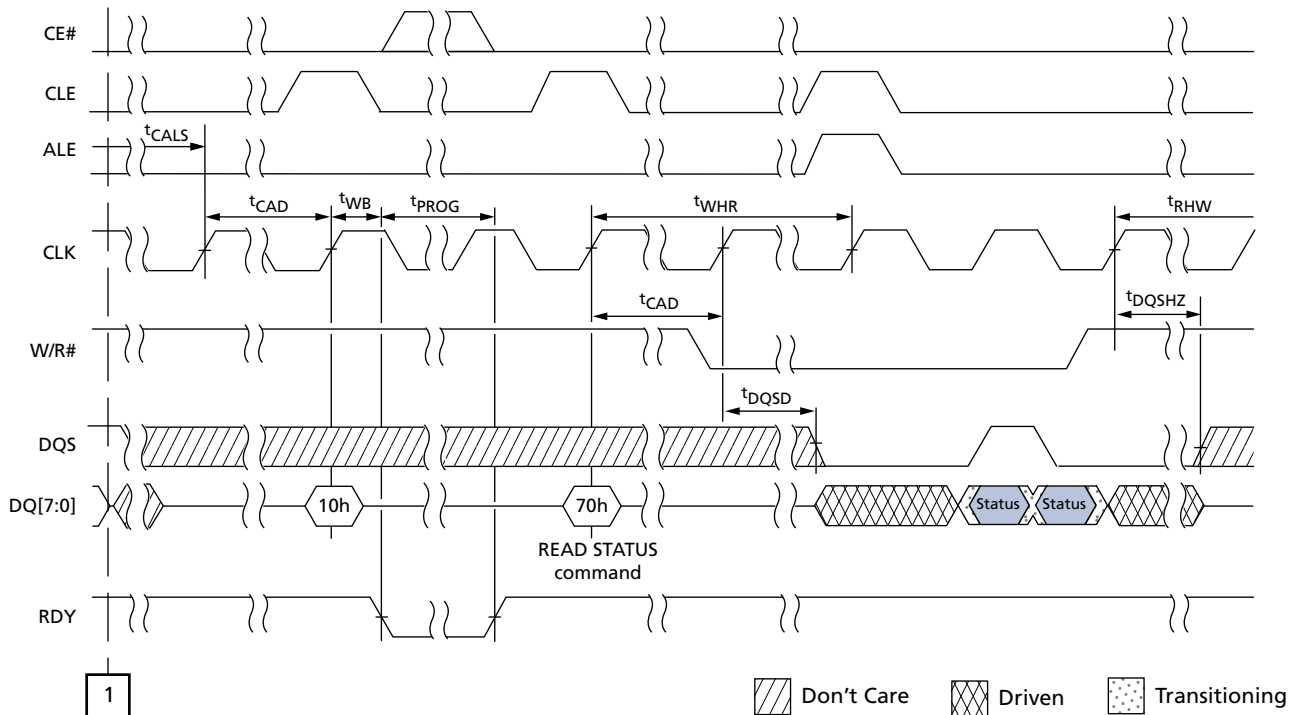 CE#
CLE
tCALS
ALE
tCAD
tWB
tPROG
tWHR
tRHW
CLK
tCAD
tDQSHZ
W/R#
tDQSD
DQS
DQ[7:0]
10h
70h
Status
Status
READ STATUS
command
RDY
1
Don't Care
Driven
Transitioning